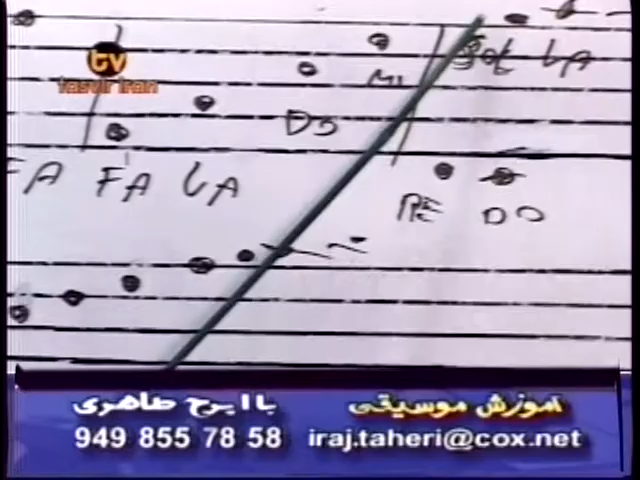 tv
tasvir iran
SOL LA
MI
DO
FA FA LA
RE DO
آموزش موسیقی با ایرج طاهری
949 855 78 58 iraj.taheri@cox.net